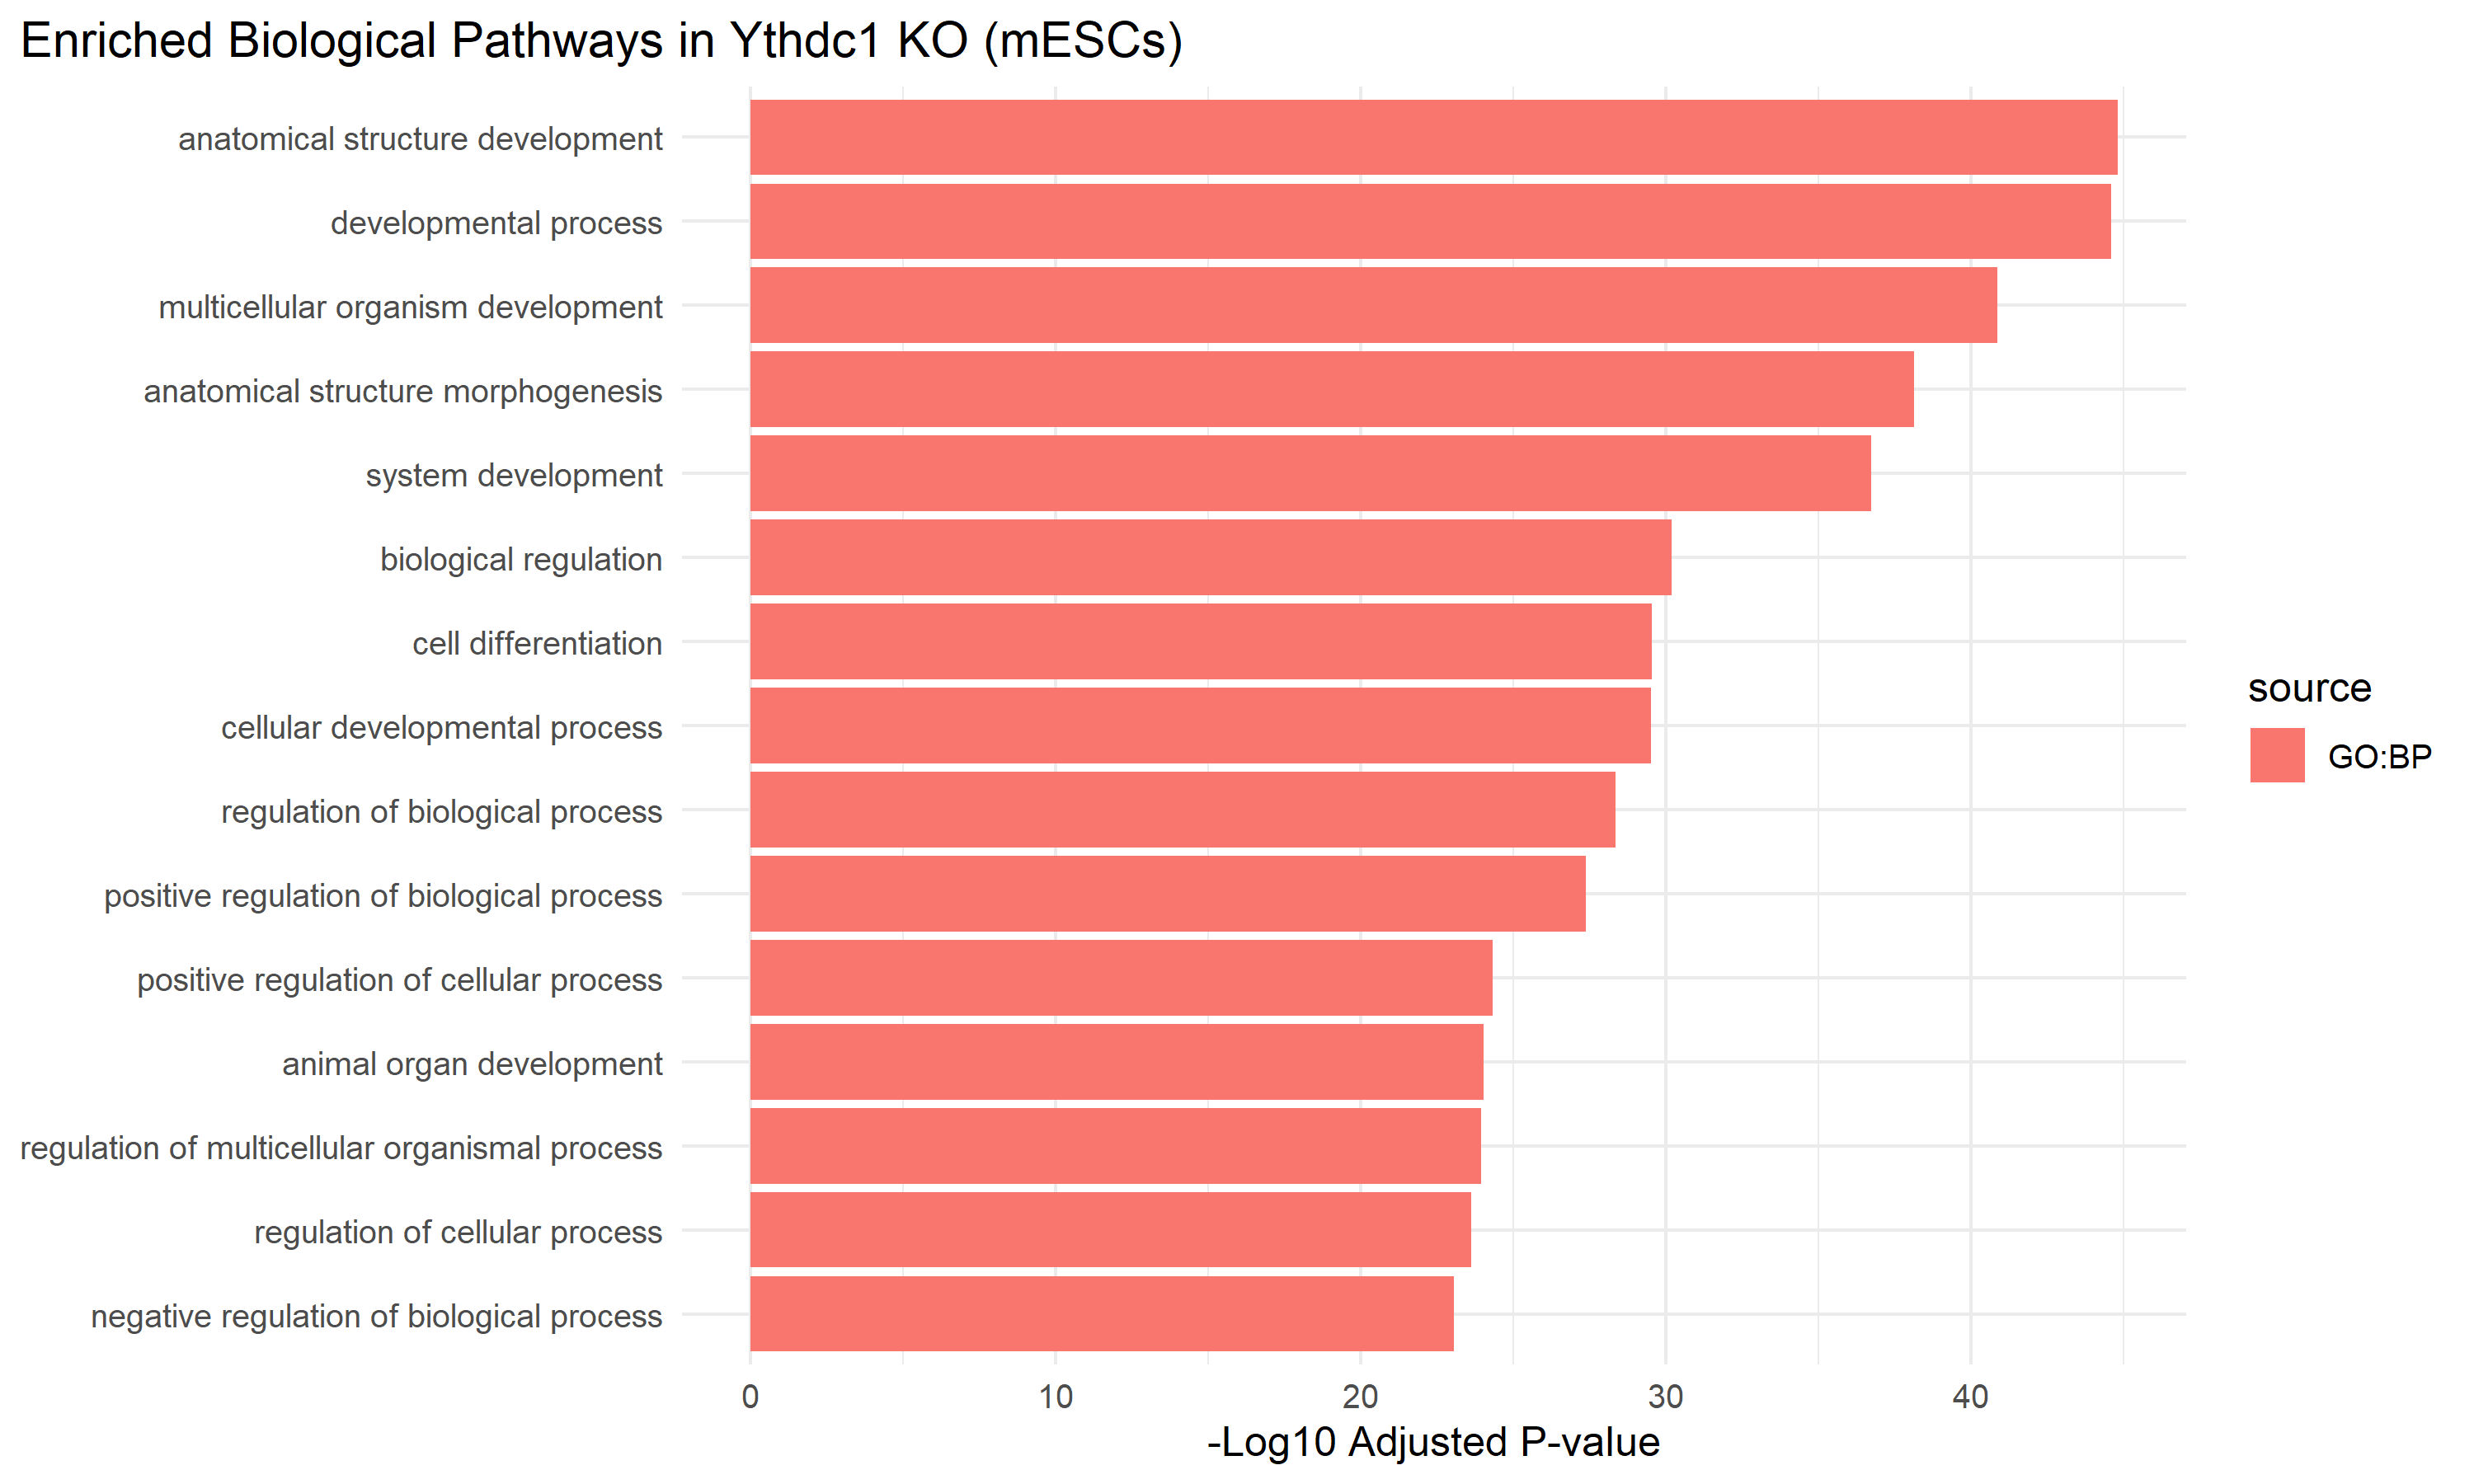 Enriched Biological Pathways in Ythdc1 KO (mESCs)
anatomical structure development
developmental process
multicellular organism development
anatomical structure morphogenesis
system development
biological regulation
cell differentiation
cellular developmental process
regulation of biological process
positive regulation of biological process
positive regulation of cellular process
animal organ development
regulation of multicellular organismal process
regulation of cellular process
negative regulation of biological process
0 10 20 30 40
-Log10 Adjusted P-value
source
GO:BP